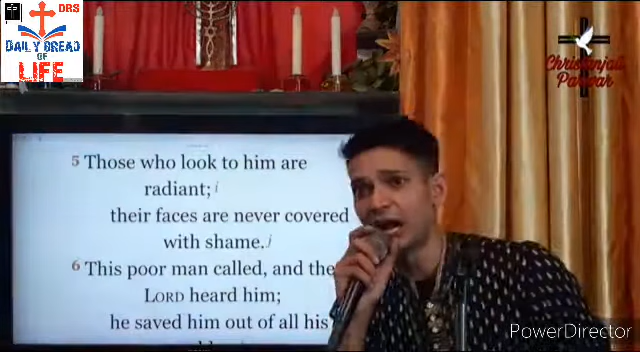 DRS
DAILY BREAD
OF
LIFE
Christanjali
Parivar
5 Those who look to him are
radiant; i
their faces are never covered
with shame. j
6 This poor man called, and the
LORD heard him;
he saved him out of all his
PowerDirector